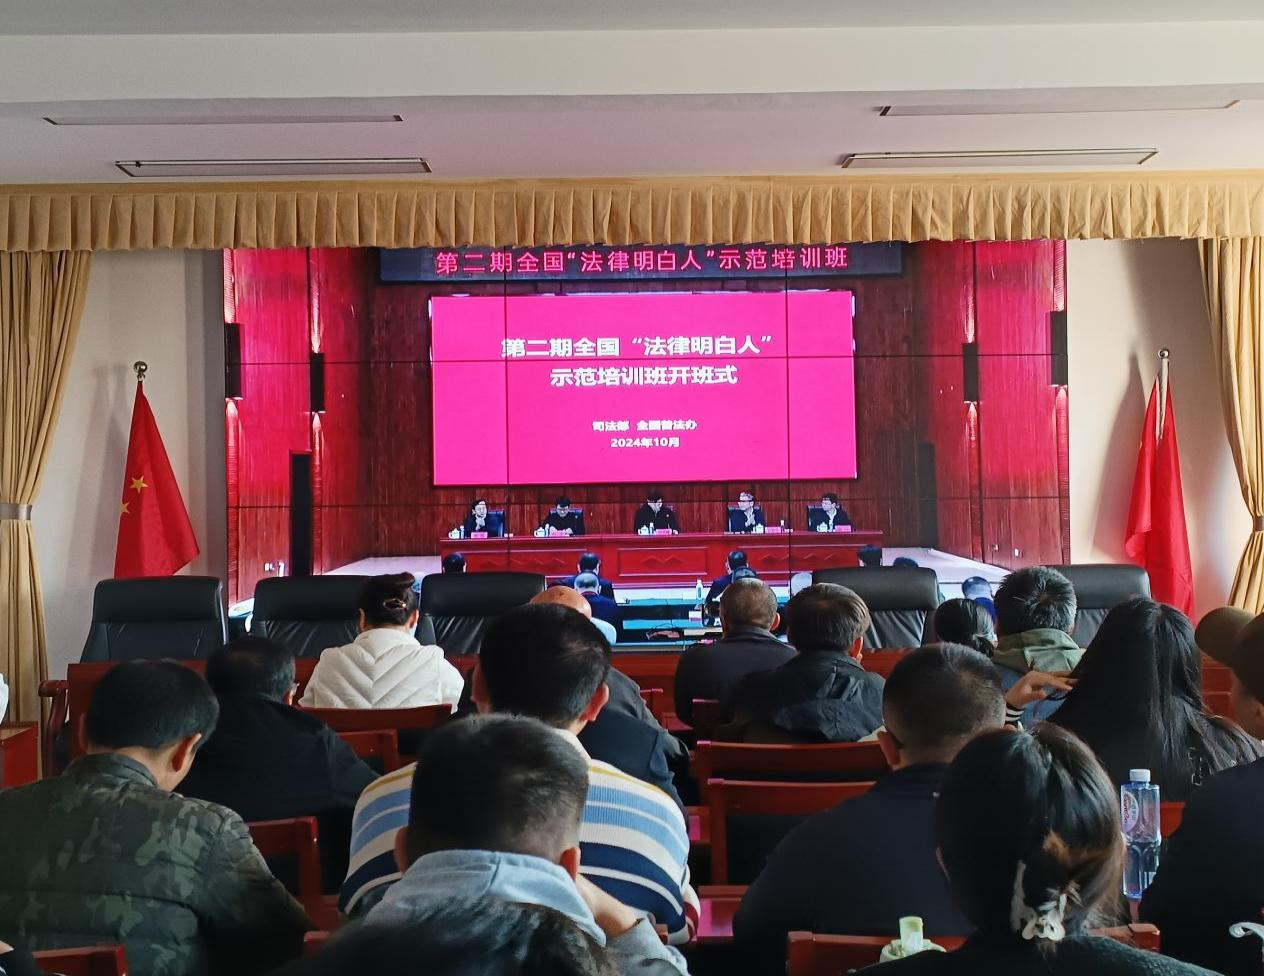 第二期全国“法律明白人”示范培训班
第二期全国“法律明白人”
示范培训班开班式
司法部 全国普法办
2024年10月